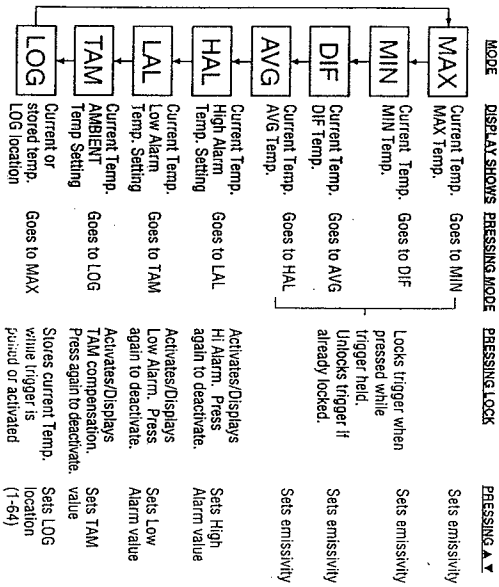 MODE DISPLAY SHOWS PRESSING MODE PRESSING LOCK PRESSING ▲ ▼
MAX
Current Temp.
MAX Temp.
Goes to MIN
Sets emissivity
MIN
Current Temp.
MIN Temp.
Goes to DIF
Sets emissivity
DIF
Current Temp.
DIF Temp.
Goes to AVG
Sets emissivity
AVG
Current Temp.
AVG Temp.
Goes to HAL
Sets emissivity
Locks trigger when
pressed while
trigger held.
Unlocks trigger if
already locked.
HAL
Current Temp.
High Alarm
Temp. Setting
Goes to LAL
Activates/Displays
Hi Alarm. Press
again to deactivate.
Sets High
Alarm value
LAL
Current Temp.
Low Alarm
Temp. Setting
Goes to TAM
Activates/Displays
Low Alarm. Press
again to deactivate.
Sets Low
Alarm value
TAM
Current Temp.
AMBIENT
Temp Setting
Goes to LOG
Activates/Displays
TAM compensation.
Press again to deactivate.
Sets TAM
value
LOG
Current or
stored temp.
LOG location
Goes to MAX
Stores current Temp.
while trigger is
or activated
Sets LOG
location
(1-64)